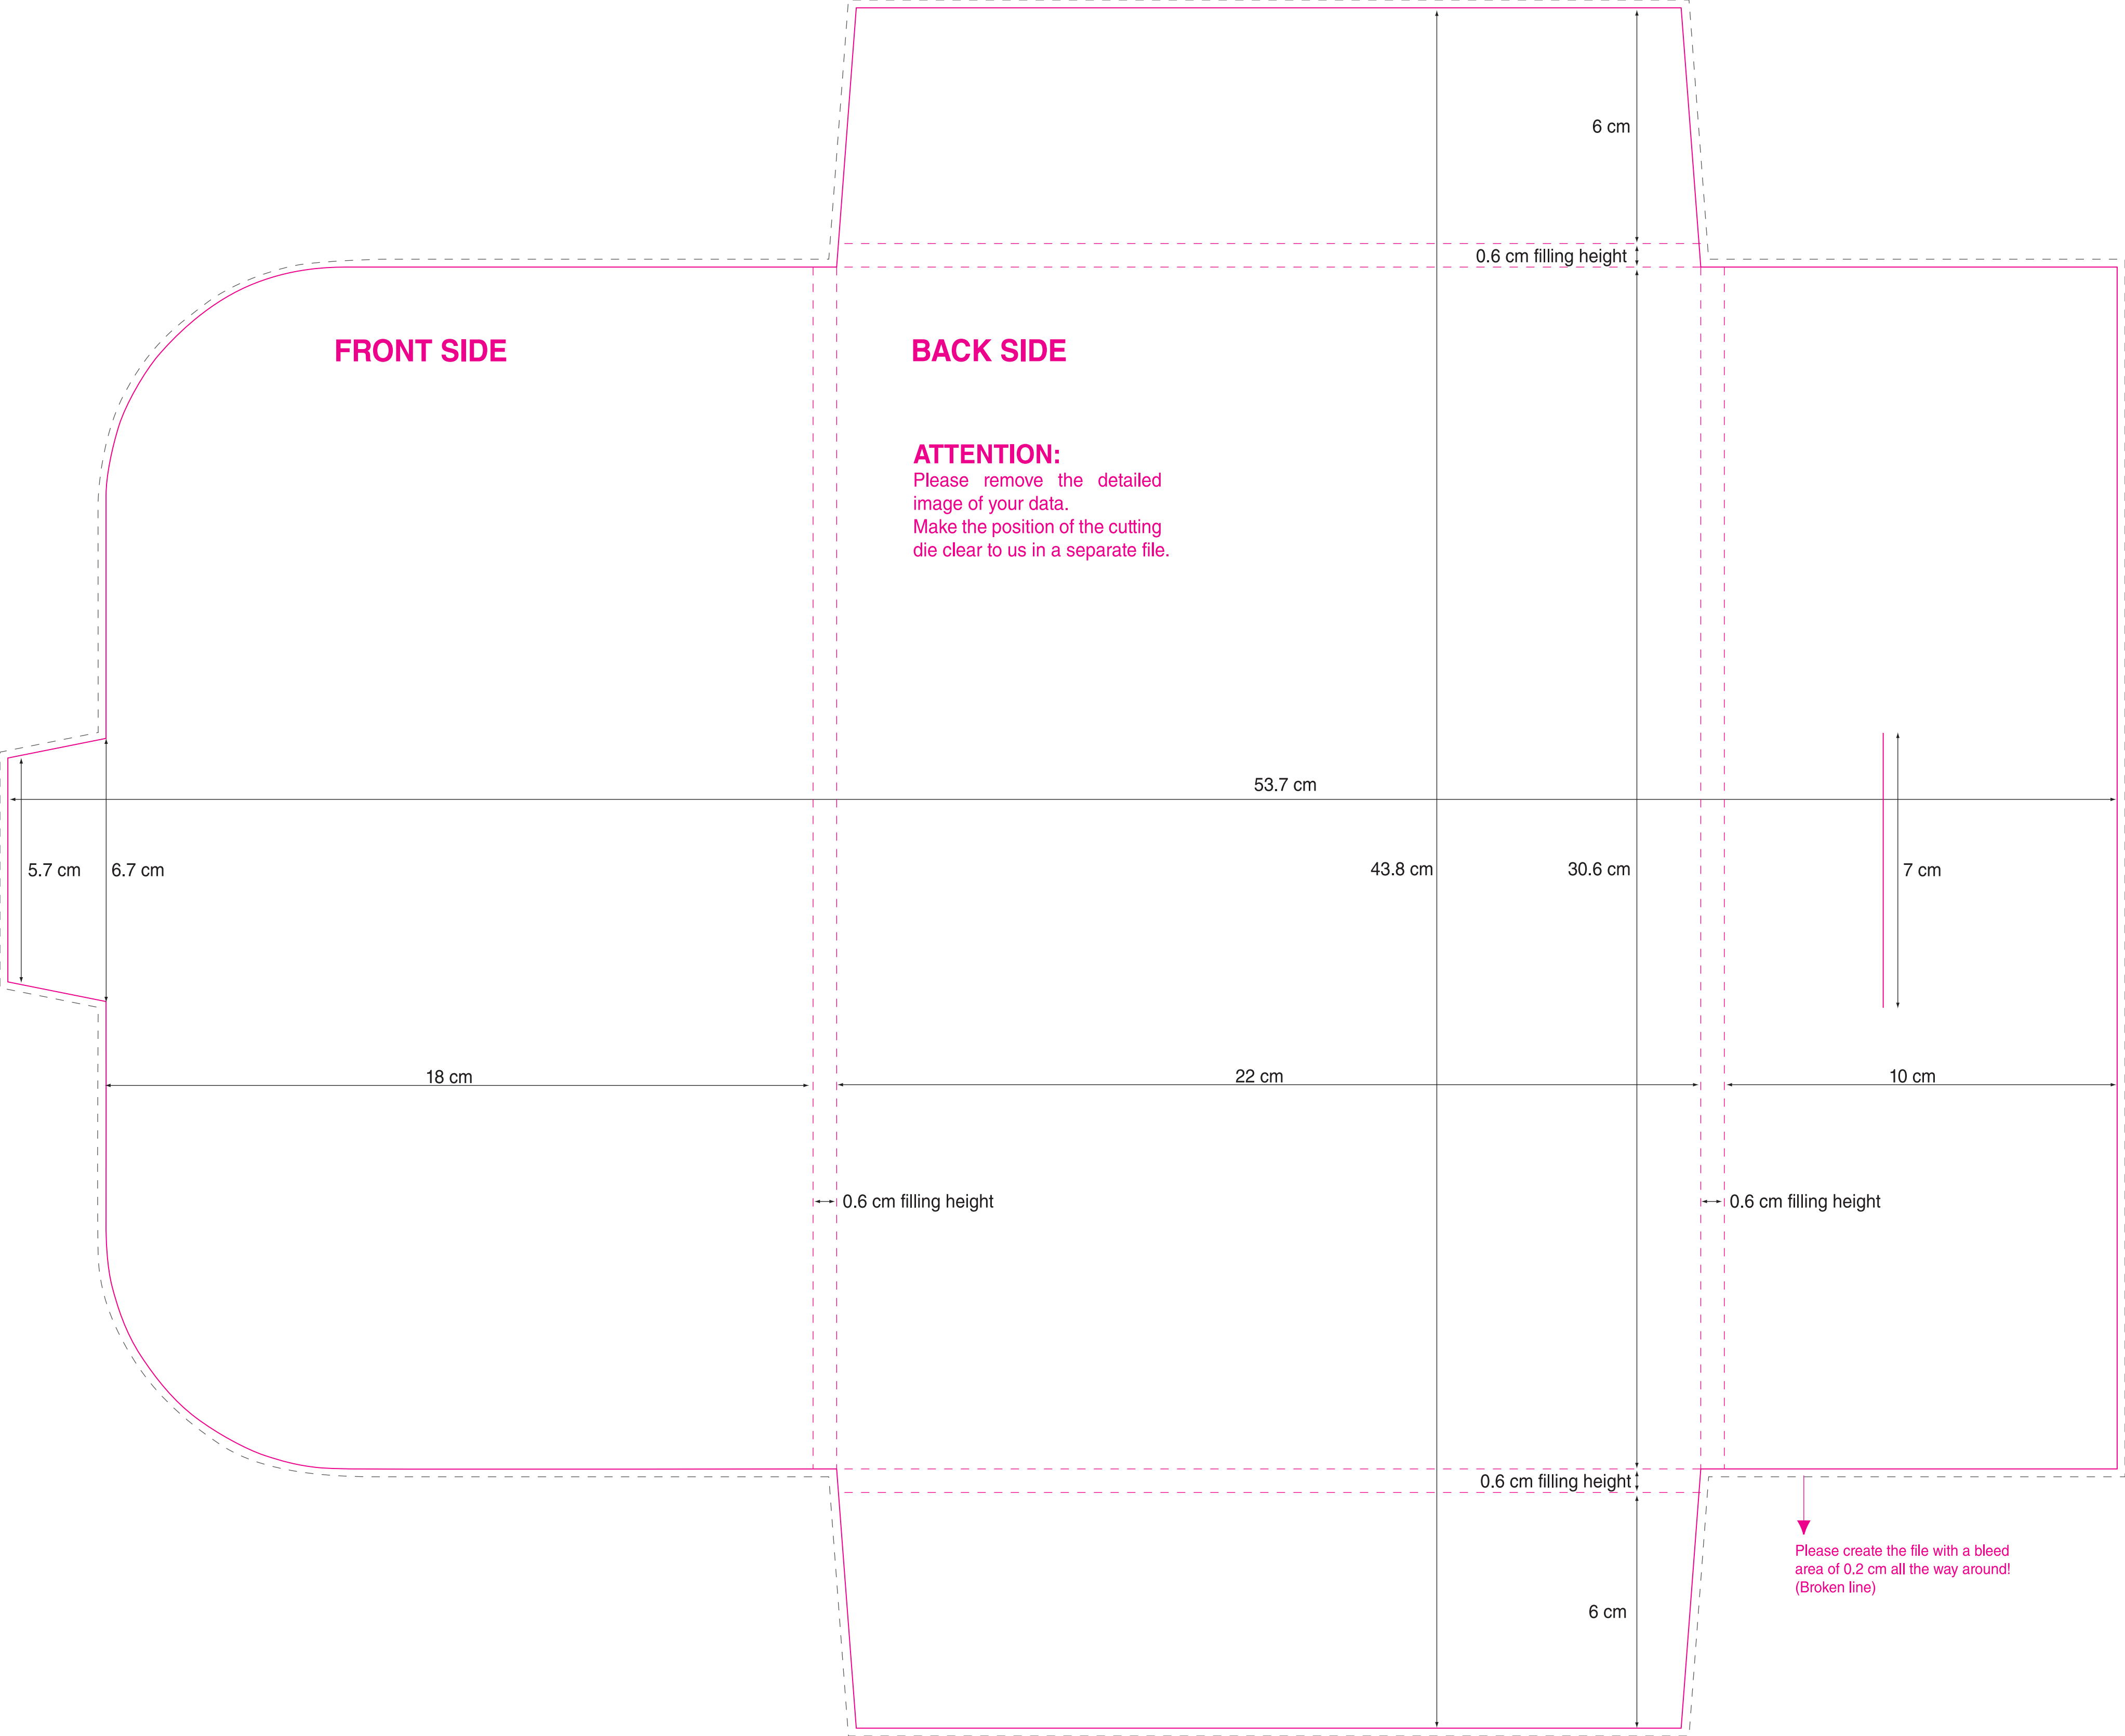 6 cm
0.6 cm filling height
FRONT SIDE
BACK SIDE
ATTENTION:
Please remove the detailed
image of your data.
Make the position of the cutting
die clear to us in a separate file.
53.7 cm
5.7 cm
6.7 cm
43.8 cm
30.6 cm
7 cm
18 cm
22 cm
10 cm
0.6 cm filling height
0.6 cm filling height
0.6 cm filling height
Please create the file with a bleed
area of 0.2 cm all the way around!
(Broken line)
6 cm